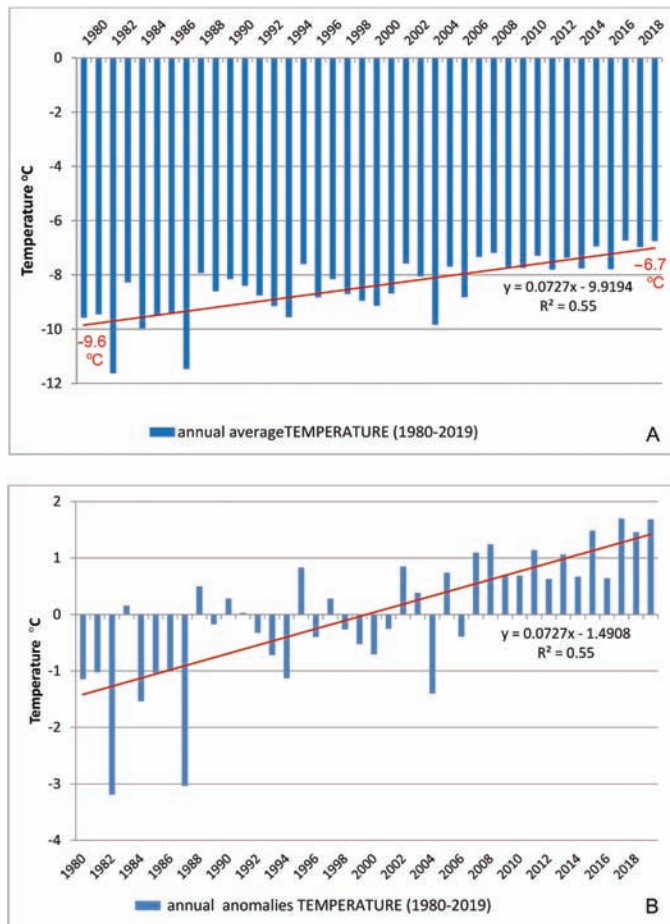 1980 1982 1984 1986 1988 1990 1992 1994 1996 1998 2000 2002 2004 2006 2008 2010 2012 2014 2016 2018
0
-2
-4
-6
-8
-10
-12
Temperature °C
-9.6
°C
–6.7
°C
y = 0.0727x - 9.9194
R² = 0.55
annual averageTEMPERATURE (1980-2019)
A
2
1
0
-1
-2
-3
-4
Temperature °C
y = 0.0727x - 1.4908
R² = 0.55
1980 1982 1984 1986 1988 1990 1992 1994 1996 1998 2000 2002 2004 2006 2008 2010 2012 2014 2016 2018
annual anomalies TEMPERATURE (1980-2019)
B